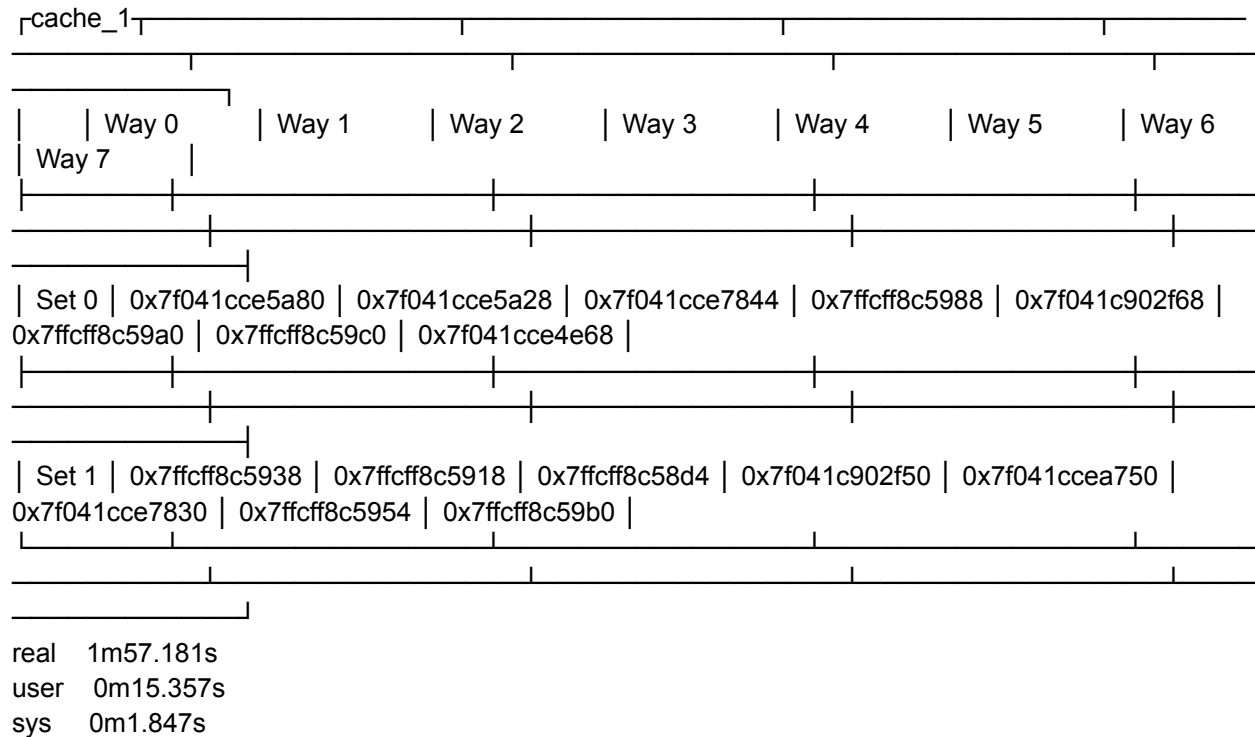 ┌cache_1┬──────────────────┬──────────────────┬──────────────────┬────────
──────────┬──────────────────┬──────────────────┬──────────────────┬──────
────────────┐
│ │ Way 0 │ Way 1 │ Way 2 │ Way 3 │ Way 4 │ Way 5 │ Way 6
│ Way 7 │
├────────┼──────────────────┼──────────────────┼──────────────────┼───────
───────────┼──────────────────┼──────────────────┼──────────────────┼─────
─────────────┤
│ Set 0 │ 0x7f041cce5a80 │ 0x7f041cce5a28 │ 0x7f041cce7844 │ 0x7ffcff8c5988 │ 0x7f041c902f68 │
0x7ffcff8c59a0 │ 0x7ffcff8c59c0 │ 0x7f041cce4e68 │
├────────┼──────────────────┼──────────────────┼──────────────────┼───────
───────────┼──────────────────┼──────────────────┼──────────────────┼─────
─────────────┤
│ Set 1 │ 0x7ffcff8c5938 │ 0x7ffcff8c5918 │ 0x7ffcff8c58d4 │ 0x7f041c902f50 │ 0x7f041ccea750 │
0x7f041cce7830 │ 0x7ffcff8c5954 │ 0x7ffcff8c59b0 │
└────────┴──────────────────┴──────────────────┴──────────────────┴───────
───────────┴──────────────────┴──────────────────┴──────────────────┴─────
─────────────┘
real 1m57.181s
user 0m15.357s
sys 0m1.847s